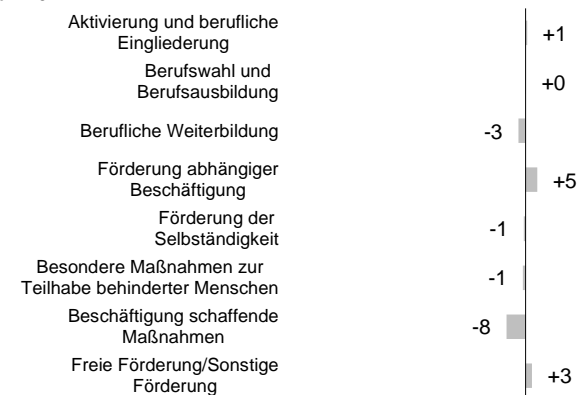 Aktivierung und berufliche
Eingliederung
+1
Berufswahl und
Berufsausbildung
+0
Berufliche Weiterbildung
-3
Förderung abhängiger
Beschäftigung
+5
Förderung der
Selbständigkeit
-1
Besondere Maßnahmen zur
Teilhabe behinderter Menschen
-1
Beschäftigung schaffende
Maßnahmen
-8
Freie Förderung/Sonstige
Förderung
+3